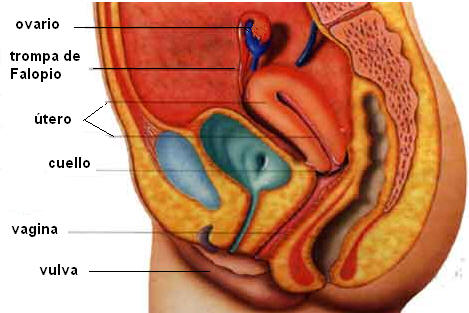 ovario
trompa de
Falopio
útero
cuello
vagina
vulva